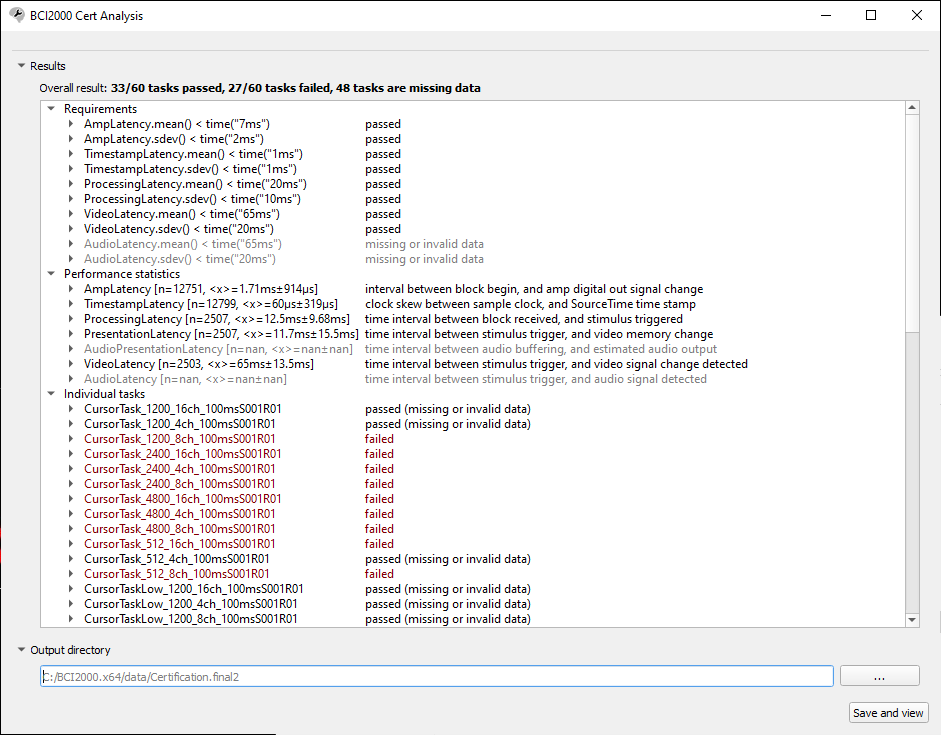 BCI2000 Cert Analysis
Results
Overall result: 33/60 tasks passed, 27/60 tasks failed, 48 tasks are missing data
Requirements
AmpLatency.mean() < time("7ms") passed
AmpLatency.sdev() < time("2ms") passed
TimestampLatency.mean() < time("1ms") passed
TimestampLatency.sdev() < time("1ms") passed
ProcessingLatency.mean() < time("20ms") passed
ProcessingLatency.sdev() < time("10ms") passed
VideoLatency.mean() < time("65ms") passed
VideoLatency.sdev() < time("20ms") passed
AudioLatency.mean() < time("65ms") missing or invalid data
AudioLatency.sdev() < time("20ms") missing or invalid data
Performance statistics
AmpLatency [n=12751, <x>=1.71ms±914µs] interval between block begin, and amp digital out signal change
TimestampLatency [n=12799, <x>=60µs±319µs] clock skew between sample clock, and SourceTime time stamp
ProcessingLatency [n=2507, <x>=12.5ms±9.68ms] time interval between block received, and stimulus triggered
PresentationLatency [n=2507, <x>=11.7ms±15.5ms] time interval between stimulus trigger, and video memory change
AudioPresentationLatency [n=nan, <x>=nan±nan] time interval between audio buffering, and estimated audio output
VideoLatency [n=2503, <x>=65ms±13.5ms] time interval between stimulus trigger, and video signal change detected
AudioLatency [n=nan, <x>=nan±nan] time interval between stimulus trigger, and audio signal detected
Individual tasks
CursorTask_1200_16ch_100msS001R01 passed (missing or invalid data)
CursorTask_1200_4ch_100msS001R01 passed (missing or invalid data)
CursorTask_1200_8ch_100msS001R01 failed
CursorTask_2400_16ch_100msS001R01 failed
CursorTask_2400_4ch_100msS001R01 failed
CursorTask_2400_8ch_100msS001R01 failed
CursorTask_4800_16ch_100msS001R01 failed
CursorTask_4800_4ch_100msS001R01 failed
CursorTask_4800_8ch_100msS001R01 failed
CursorTask_512_16ch_100msS001R01 failed
CursorTask_512_4ch_100msS001R01 passed (missing or invalid data)
CursorTask_512_8ch_100msS001R01 failed
CursorTaskLow_1200_16ch_100msS001R01 passed (missing or invalid data)
CursorTaskLow_1200_4ch_100msS001R01 passed (missing or invalid data)
CursorTaskLow_1200_8ch_100msS001R01 passed (missing or invalid data)
Output directory
C:/BCI2000.x64/data/Certification.final2
...
Save and view